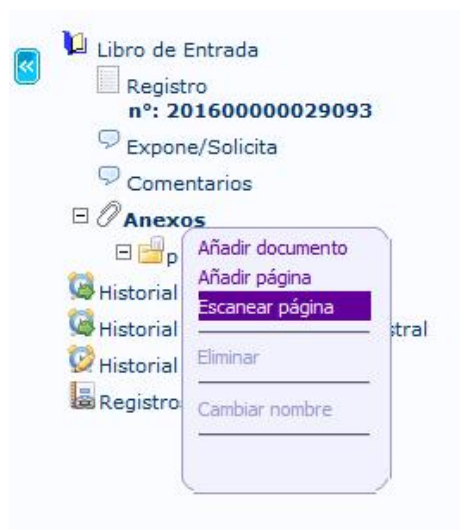 Libro de Entrada
Registro
nº: 201600000029093
Expone/Solicita
Comentarios
Anexos
p
Añadir documento
Añadir página
Escanear página
Eliminar
Cambiar nombre
Historial
Historial stral
Historial
Registro